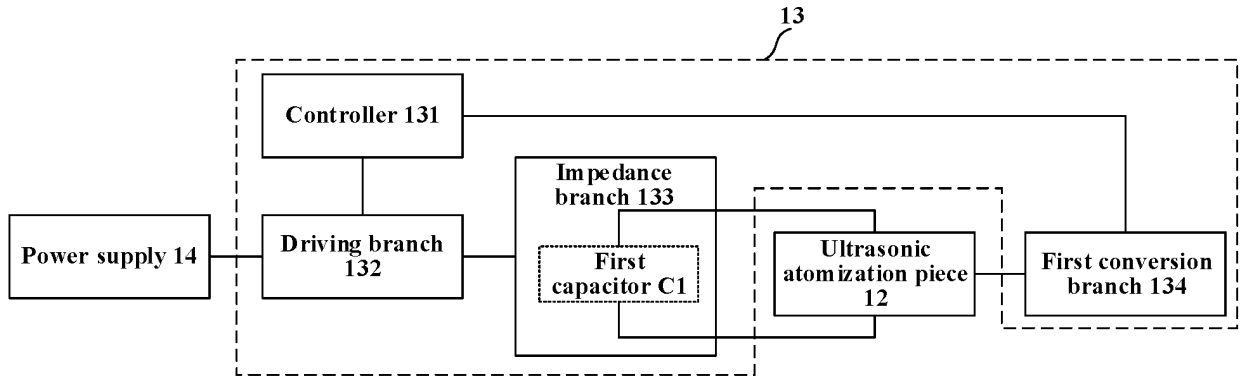 13
Controller 131
Impedance
branch 133
Power supply 14
Driving branch
132
First
capacitor C1
Ultrasonic
atomization piece
12
First conversion
branch 134